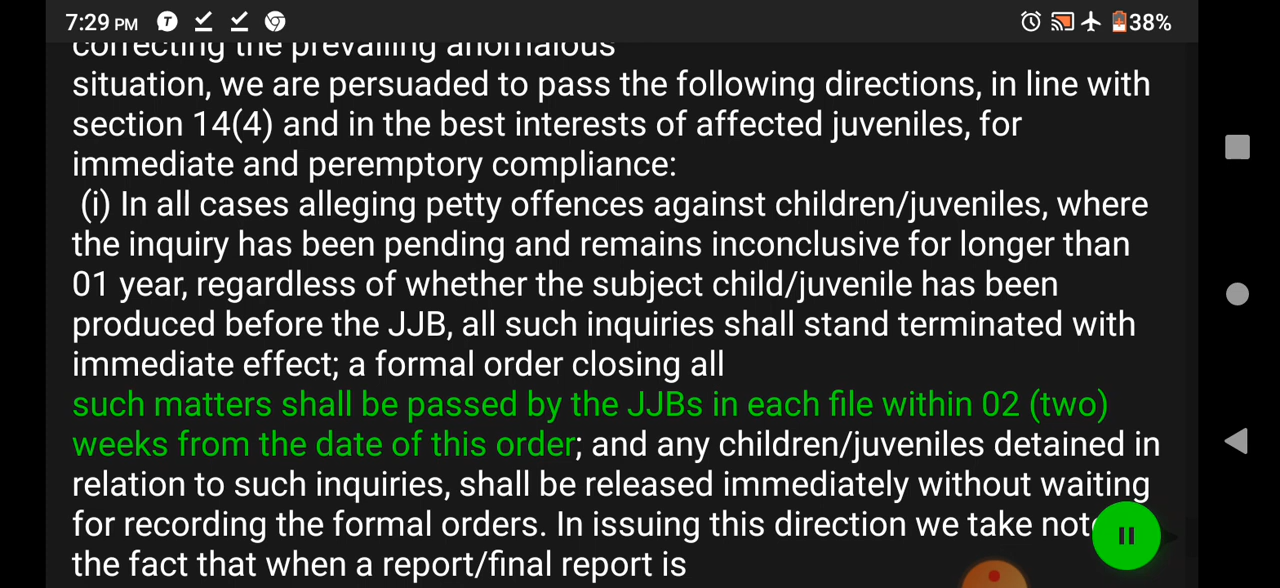 7:29 PM
38%
correcting the prevailing anomalous
situation, we are persuaded to pass the following directions, in line with
section 14(4) and in the best interests of affected juveniles, for
immediate and peremptory compliance:
(i) In all cases alleging petty offences against children/juveniles, where
the inquiry has been pending and remains inconclusive for longer than
01 year, regardless of whether the subject child/juvenile has been
produced before the JJB, all such inquiries shall stand terminated with
immediate effect; a formal order closing all
such matters shall be passed by the JJBs in each file within 02 (two)
weeks from the date of this order; and any children/juveniles detained in
relation to such inquiries, shall be released immediately without waiting
for recording the formal orders. In issuing this direction we take
the fact that when a report/final report is